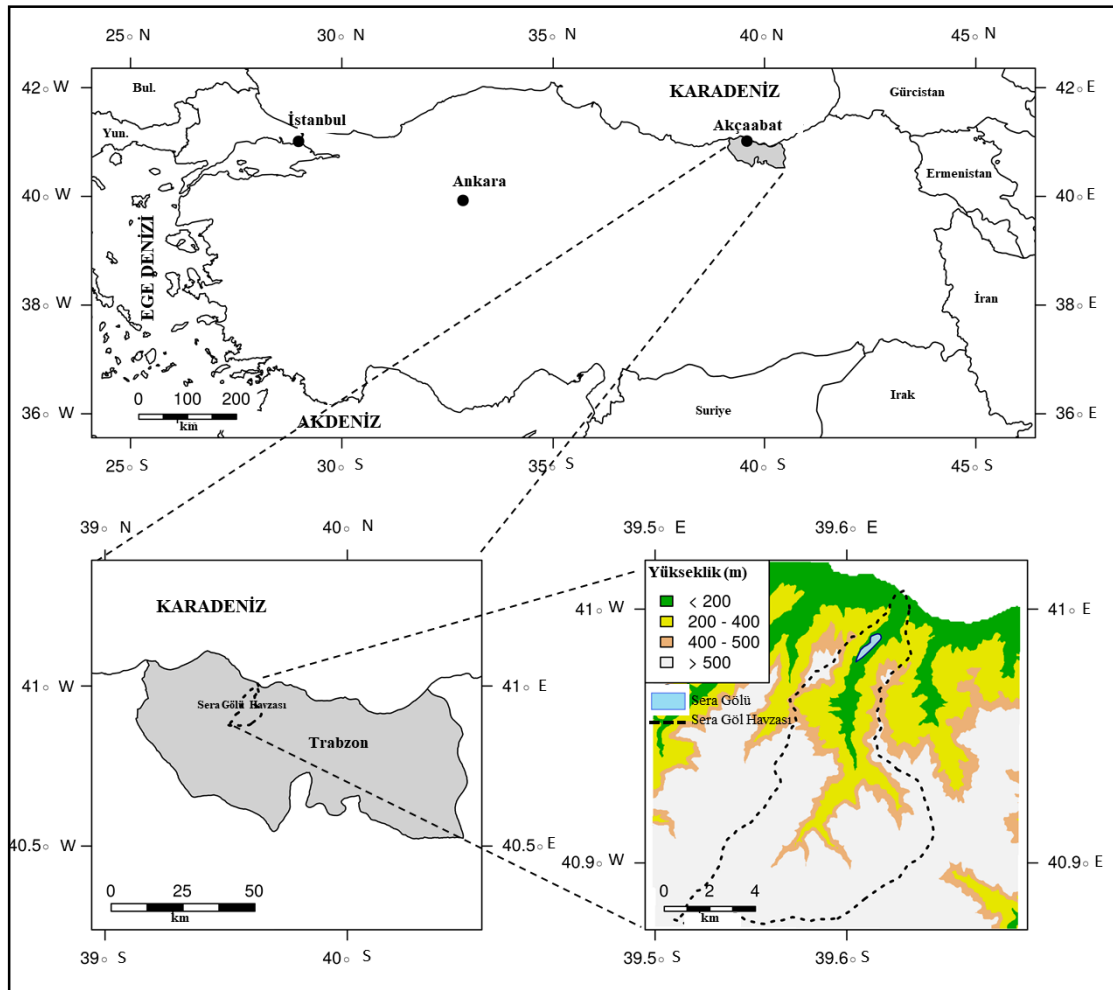 25○ N 30○ N 35○ N 40○ N 45○ N
42○ W
42○ E
Bul.
KARADENİZ
Gürcistan
İstanbul
Akçaabat
Yun.
Ermenistan
Ankara
40○ W
40○ E
EGE DENİZİ
38○ W
38○ E
İran
0 100 200
km
36○ W
36○ E
AKDENİZ
Suriye
Irak
25○ S 30○ S 35○ S 40○ S 45○ S
39○ N 40○ N
KARADENİZ
41○ W
41○ E
Sera Gölü Havzası
Trabzon
40.5○ W
40.5○ E
0 25 50
km
39○ S 40○ S
39.5○ E 39.6○ E
Yükseklik (m)
< 200
200 - 400
400 - 500
> 500
Sera Gölü
Sera Göl Havzası
41○ W
41○ E
40.9○ W
40.9○ E
0 2 4
km
39.5○ S 39.6○ S